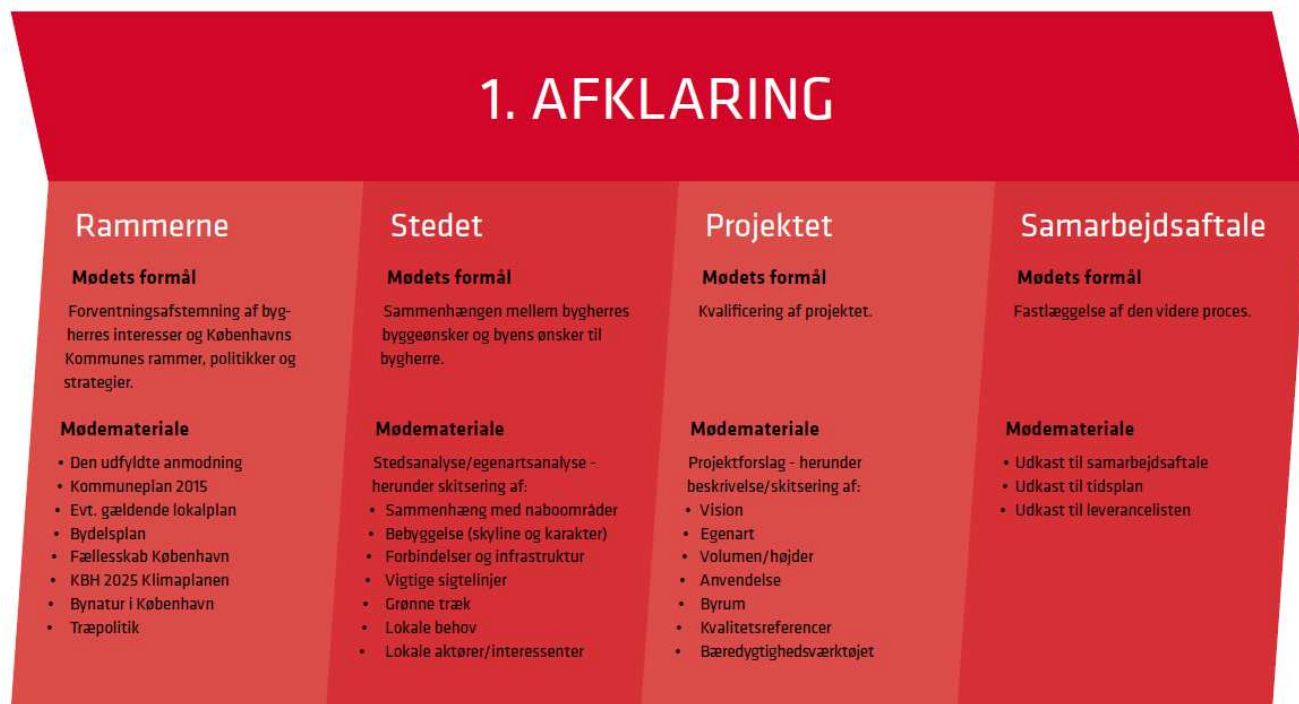 1. AFKLARING
Rammerne
Mødets formål
Forventningsafstemning af byg-
herres interesser og Københavns
Kommunes rammer, politikker og
strategier.
Mødemateriale
• Den udfyldte anmodning
• Kommuneplan 2015
• Evt. gældende lokalplan
• Bydelsplan
• Fællesskab København
• KBH 2025 Klimaplanen
• Bynatur i København
• Træpolitik
Stedet
Mødets formål
Sammenhængen mellem bygherres
byggeønsker og byens ønsker til
bygherre.
Mødemateriale
Stedsanalyse/egenartsanalyse -
herunder skitsering af:
• Sammenhæng med naboområder
• Bebyggelse (skyline og karakter)
• Forbindelser og infrastruktur
• Vigtige sigtelinjer
• Grønne træk
• Lokale behov
• Lokale aktører/interessenter
Projektet
Mødets formål
Kvalificering af projektet.
Mødemateriale
Projektforslag - herunder
beskrivelse/skitsering af:
• Vision
• Egenart
• Volumen/højder
• Anvendelse
• Byrum
• Kvalitetsreferencer
• Bæredygtighedsværktøjet
Samarbejdsaftale
Mødets formål
Fastlæggelse af den videre proces.
Mødemateriale
• Udkast til samarbejdsaftale
• Udkast til tidsplan
• Udkast til leverancelisten